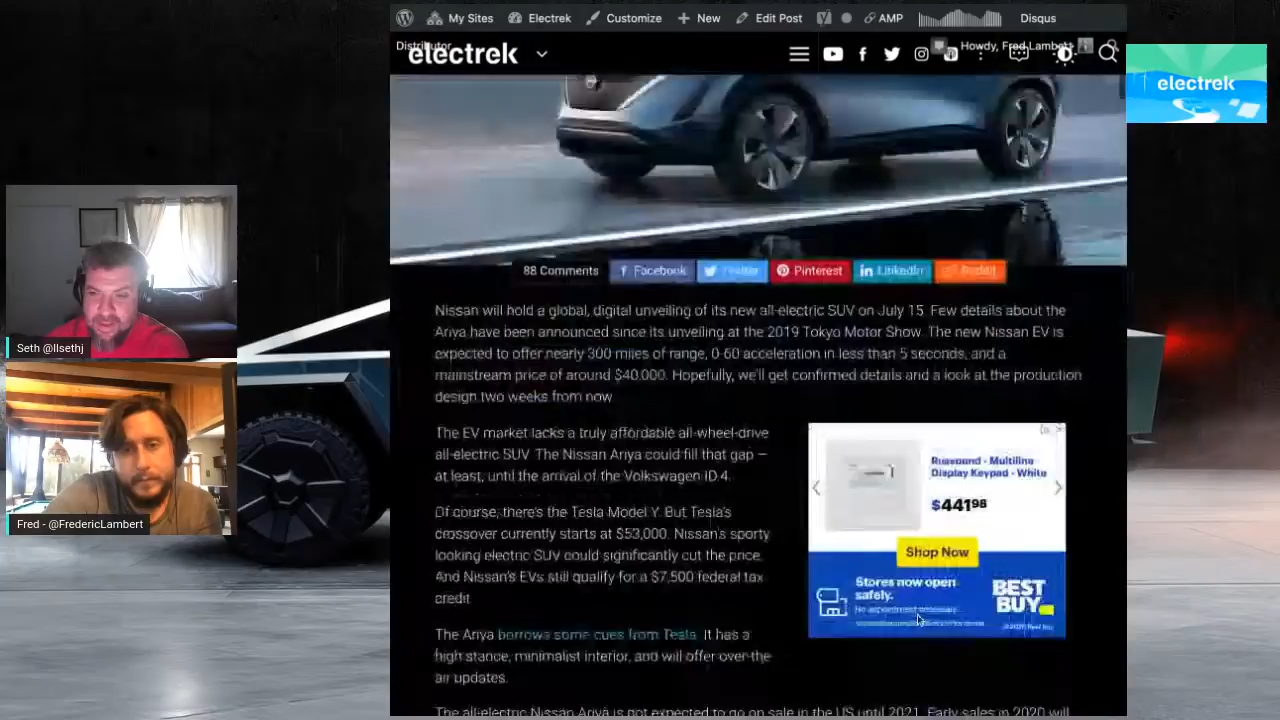 My Sites Electrek Customize New Edit Post AMP Disqus
Distributor Howdy, Fred Lambert
electrek
electrek
88 Comments Facebook Twitter Pinterest LinkedIn Reddit
Nissan will hold a global, digital unveiling of its new all-electric SUV on July 15. Few details about the
Ariya have been announced since its unveiling at the 2019 Tokyo Motor Show. The new Nissan EV is
expected to offer nearly 300 miles of range, 0-60 acceleration in less than 5 seconds, and a
mainstream price of around $40,000. Hopefully, we'll get confirmed details and a look at the production
design two weeks from now.
The EV market lacks a truly affordable all-wheel-drive
all-electric SUV. The Nissan Ariya could fill that gap —
at least, until the arrival of the Volkswagen ID.4.
Of course, there's the Tesla Model Y. But Tesla's
crossover currently starts at $53,000. Nissan's sporty
looking electric SUV could significantly cut the price.
And Nissan's EVs still qualify for a $7,500 federal tax
credit.
The Ariya borrows some cues from Tesla. It has a
high stance, minimalist interior, and will offer over-the-
air updates.
The all-electric Nissan Ariya is not expected to go on sale in the US until 2021. Early sales in 2020 will
Russound - Multiline
Display Keypad - White
$44198
Shop Now
Stores now open
safely.
No appointment necessary.
BEST
BUY
Seth @llsethj
Fred - @FredericLambert